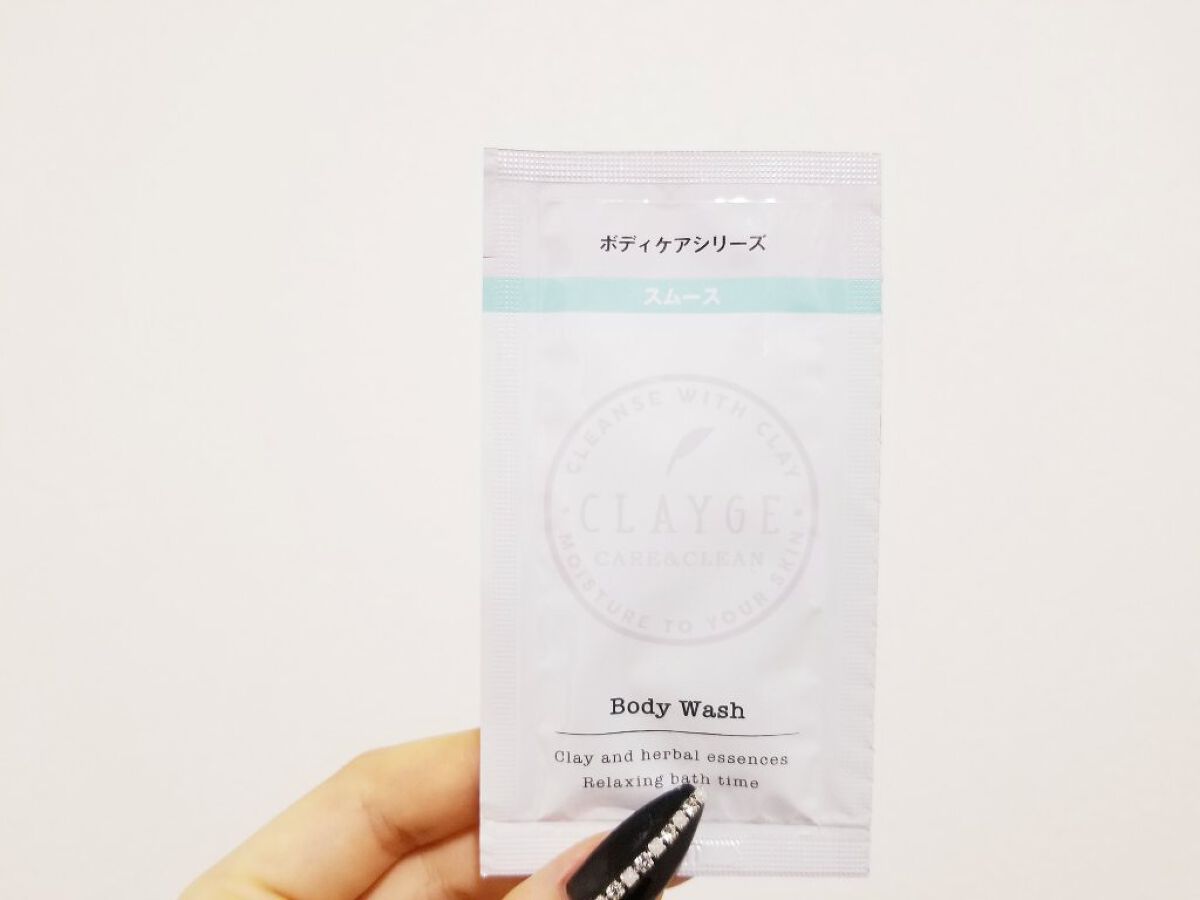 ボディケアシリーズ
スムース
CLEANSE WITH CLAY
CLAYGE
CARE&CLEAN
MOISTURE TO YOUR SKIN
Body Wash
Clay and herbal essences
Relaxing bath time